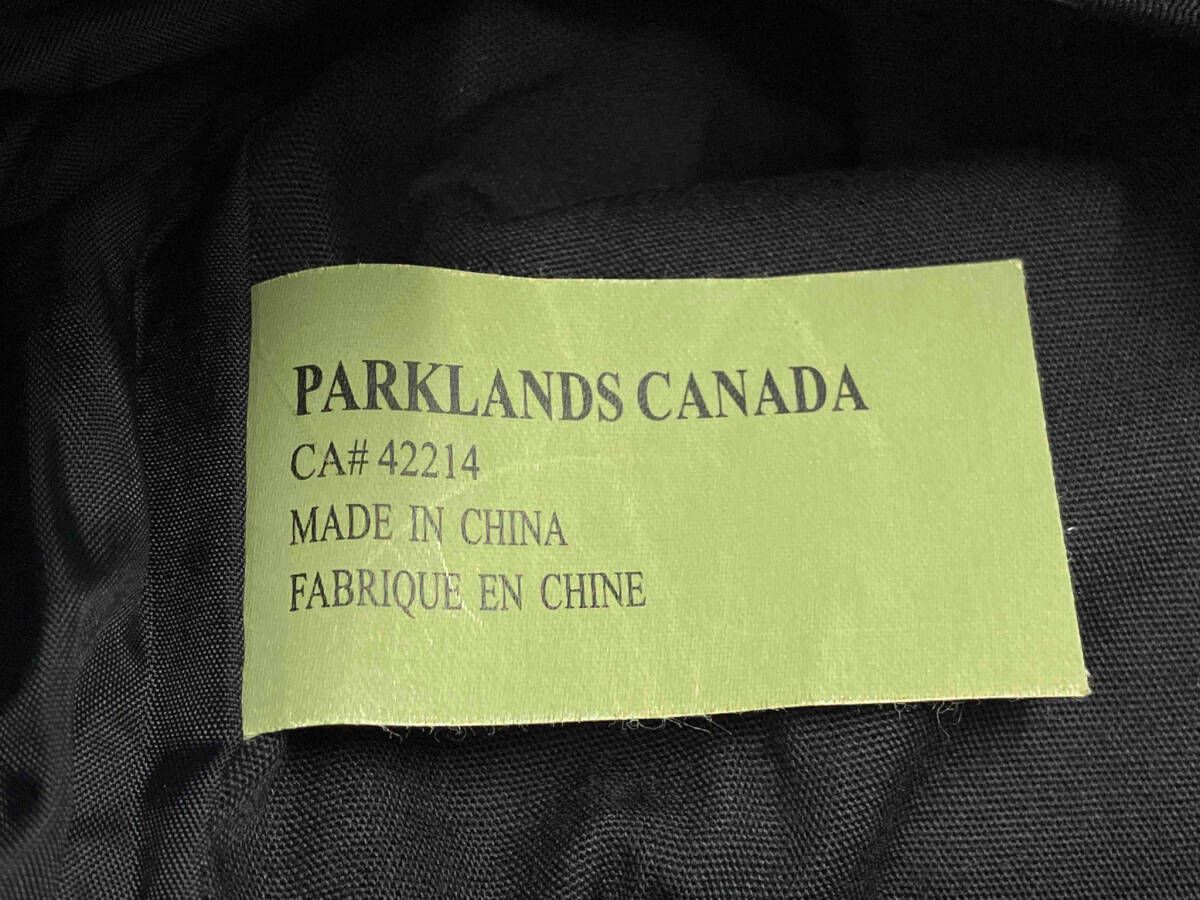 PARKLANDS CANADA
CA# 42214
MADE IN CHINA
FABRIQUE EN CHINE